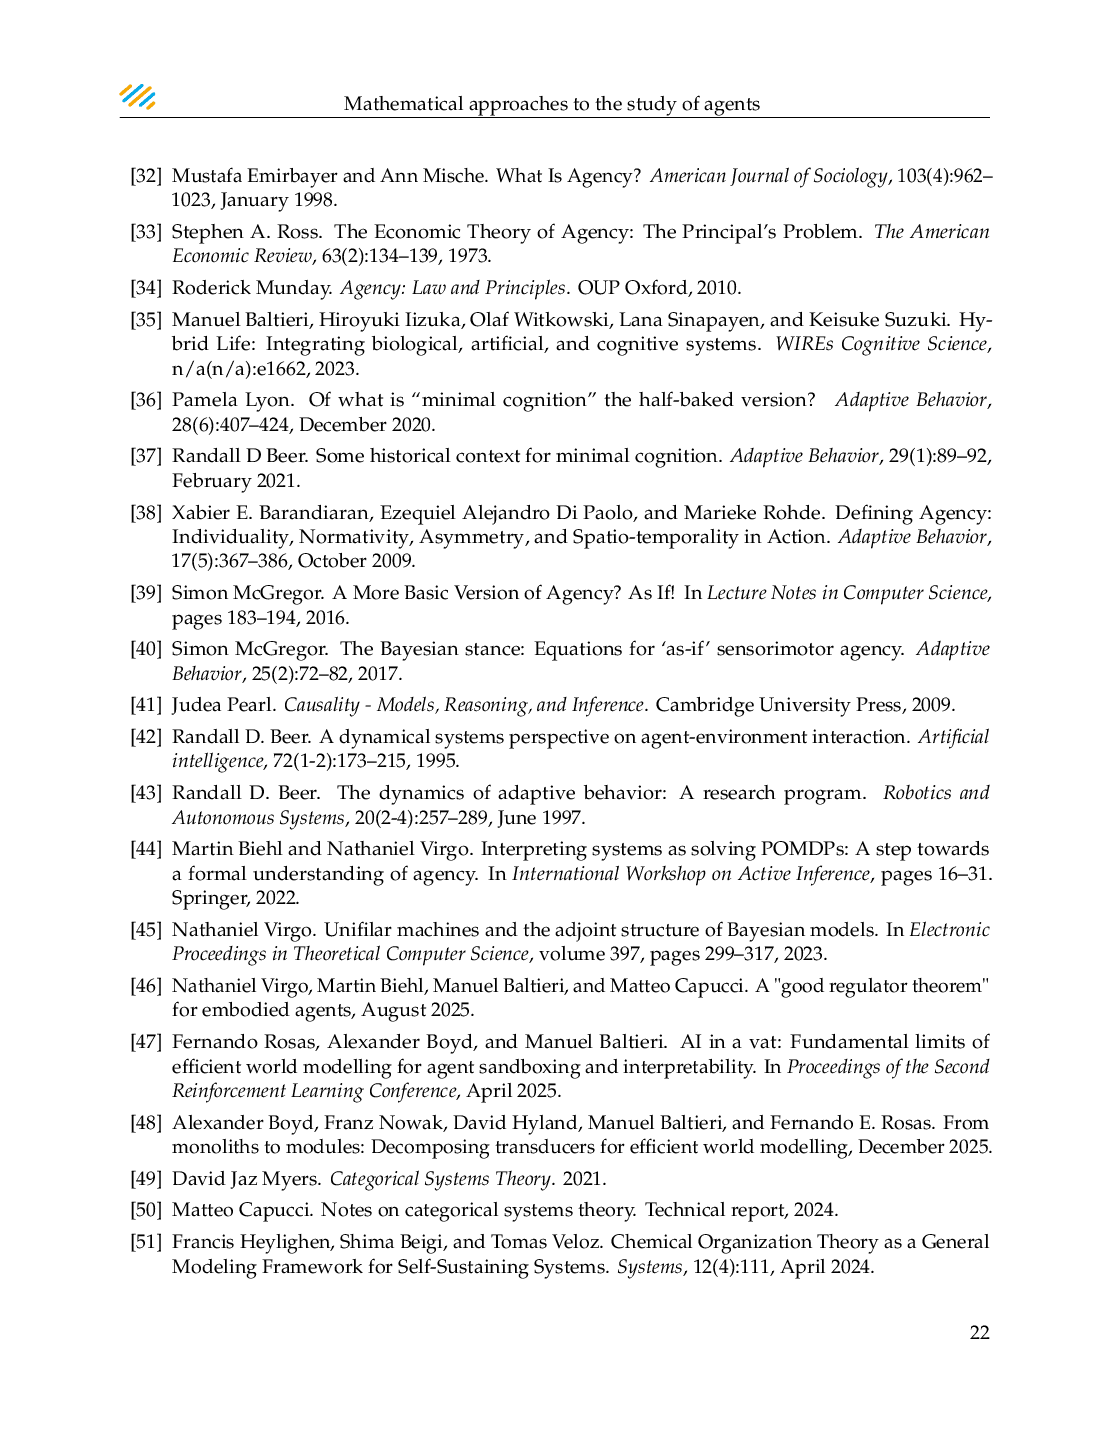 Mathematical approaches to the study of agents
[32] Mustafa Emirbayer and Ann Mische. What Is Agency? American Journal of Sociology, 103(4):962–
1023, January 1998.
[33] Stephen A. Ross. The Economic Theory of Agency: The Principal’s Problem. The American
Economic Review, 63(2):134–139, 1973.
[34] Roderick Munday. Agency: Law and Principles. OUP Oxford, 2010.
[35] Manuel Baltieri, Hiroyuki Iizuka, Olaf Witkowski, Lana Sinapayen, and Keisuke Suzuki. Hy-
brid Life: Integrating biological, artificial, and cognitive systems. WIREs Cognitive Science,
n/a(n/a):e1662, 2023.
[36] Pamela Lyon. Of what is “minimal cognition” the half-baked version? Adaptive Behavior,
28(6):407–424, December 2020.
[37] Randall D Beer. Some historical context for minimal cognition. Adaptive Behavior, 29(1):89–92,
February 2021.
[38] Xabier E. Barandiaran, Ezequiel Alejandro Di Paolo, and Marieke Rohde. Defining Agency:
Individuality, Normativity, Asymmetry, and Spatio-temporality in Action. Adaptive Behavior,
17(5):367–386, October 2009.
[39] Simon McGregor. A More Basic Version of Agency? As If! In Lecture Notes in Computer Science,
pages 183–194, 2016.
[40] Simon McGregor. The Bayesian stance: Equations for ‘as-if’ sensorimotor agency. Adaptive
Behavior, 25(2):72–82, 2017.
[41] Judea Pearl. Causality - Models, Reasoning, and Inference. Cambridge University Press, 2009.
[42] Randall D. Beer. A dynamical systems perspective on agent-environment interaction. Artificial
intelligence, 72(1-2):173–215, 1995.
[43] Randall D. Beer. The dynamics of adaptive behavior: A research program. Robotics and
Autonomous Systems, 20(2-4):257–289, June 1997.
[44] Martin Biehl and Nathaniel Virgo. Interpreting systems as solving POMDPs: A step towards
a formal understanding of agency. In International Workshop on Active Inference, pages 16–31.
Springer, 2022.
[45] Nathaniel Virgo. Unifilar machines and the adjoint structure of Bayesian models. In Electronic
Proceedings in Theoretical Computer Science, volume 397, pages 299–317, 2023.
[46] Nathaniel Virgo, Martin Biehl, Manuel Baltieri, and Matteo Capucci. A "good regulator theorem"
for embodied agents, August 2025.
[47] Fernando Rosas, Alexander Boyd, and Manuel Baltieri. AI in a vat: Fundamental limits of
efficient world modelling for agent sandboxing and interpretability. In Proceedings of the Second
Reinforcement Learning Conference, April 2025.
[48] Alexander Boyd, Franz Nowak, David Hyland, Manuel Baltieri, and Fernando E. Rosas. From
monoliths to modules: Decomposing transducers for efficient world modelling, December 2025.
[49] David Jaz Myers. Categorical Systems Theory. 2021.
[50] Matteo Capucci. Notes on categorical systems theory. Technical report, 2024.
[51] Francis Heylighen, Shima Beigi, and Tomas Veloz. Chemical Organization Theory as a General
Modeling Framework for Self-Sustaining Systems. Systems, 12(4):111, April 2024.
22